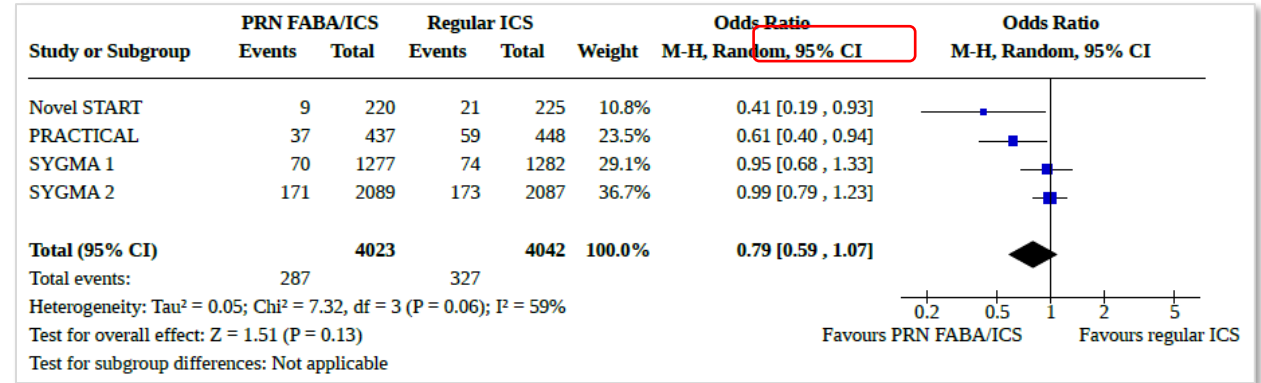 PRN FABA/ICS Regular ICS Odds Ratio Odds Ratio
Study or Subgroup Events Total Events Total Weight M-H, Random, 95% CI M-H, Random, 95% CI
Novel START 9 220 21 225 10.8% 0.41 [0.19 , 0.93]
PRACTICAL 37 437 59 448 23.5% 0.61 [0.40 , 0.94]
SYGMA 1 70 1277 74 1282 29.1% 0.95 [0.68 , 1.33]
SYGMA 2 171 2089 173 2087 36.7% 0.99 [0.79 , 1.23]
Total (95% CI) 4023 4042 100.0% 0.79 [0.59 , 1.07]
Total events: 287 327
Heterogeneity: Tau² = 0.05; Chi² = 7.32, df = 3 (P = 0.06); I² = 59%
0.2 0.5 1 2 5
Test for overall effect: Z = 1.51 (P = 0.13) Favours PRN FABA/ICS Favours regular ICS
Test for subgroup differences: Not applicable